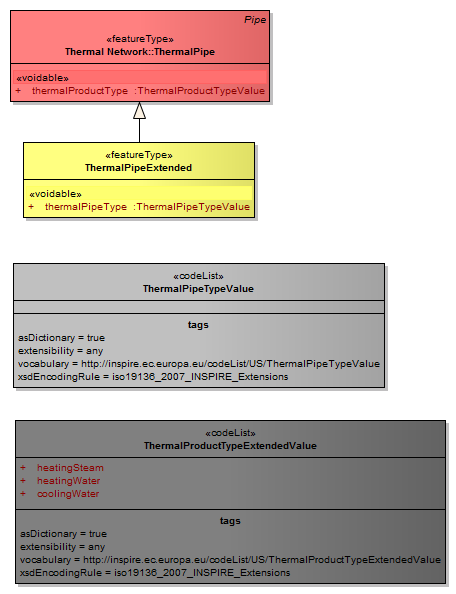 Pipe
«featureType»
Thermal Network::ThermalPipe
«voidable»
+ thermalProductType :ThermalProductTypeValue
«featureType»
ThermalPipeExtended
«voidable»
+ thermalPipeType :ThermalPipeTypeValue
«codeList»
ThermalPipeTypeValue
tags
asDictionary = true
extensibility = any
vocabulary = http://inspire.ec.europa.eu/codeList/US/ThermalPipeTypeValue
xsdEncodingRule = iso19136_2007_INSPIRE_Extensions
«codeList»
ThermalProductTypeExtendedValue
+ heatingSteam
+ heatingWater
+ coolingWater
tags
asDictionary = true
extensibility = any
vocabulary = http://inspire.ec.europa.eu/codeList/US/ThermalProductTypeExtendedValue
xsdEncodingRule = iso19136_2007_INSPIRE_Extensions